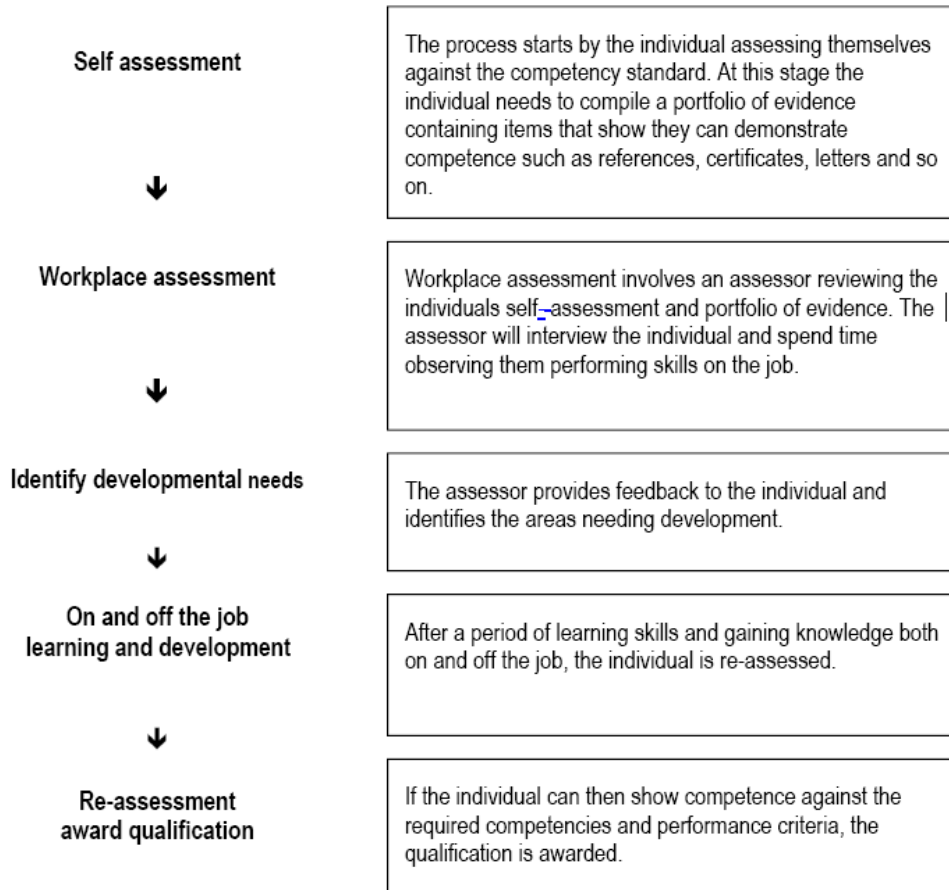 Self assessment
The process starts by the individual assessing themselves
against the competency standard. At this stage the
individual needs to compile a portfolio of evidence
containing items that show they can demonstrate
competence such as references, certificates, letters and so
on.
Workplace assessment
Workplace assessment involves an assessor reviewing the
individuals self--assessment and portfolio of evidence. The
assessor will interview the individual and spend time
observing them performing skills on the job.
Identify developmental needs
The assessor provides feedback to the individual and
identifies the areas needing development.
On and off the job
learning and development
After a period of learning skills and gaining knowledge both
on and off the job, the individual is re-assessed.
Re-assessment
award qualification
If the individual can then show competence against the
required competencies and performance criteria, the
qualification is awarded.